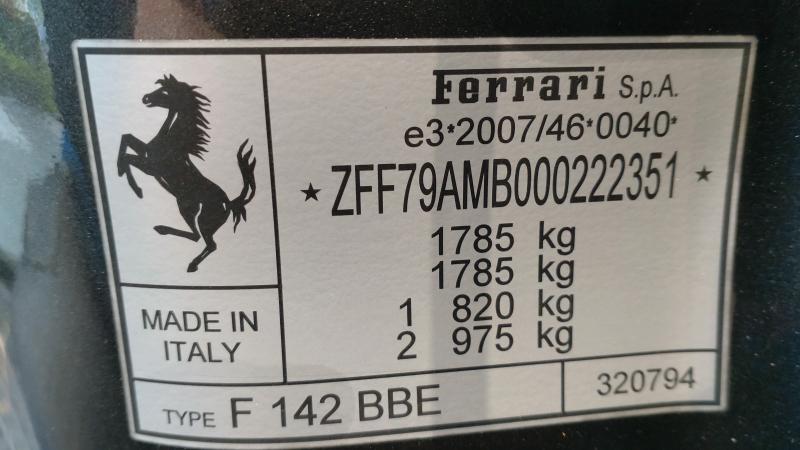 Ferrari S.p.A.
e3*2007/46*0040*
★ ZFF79AMB000222351 ★
1785 kg
1785 kg
1 820 kg
2 975 kg
MADE IN
ITALY
TYPE F 142 BBE
320794